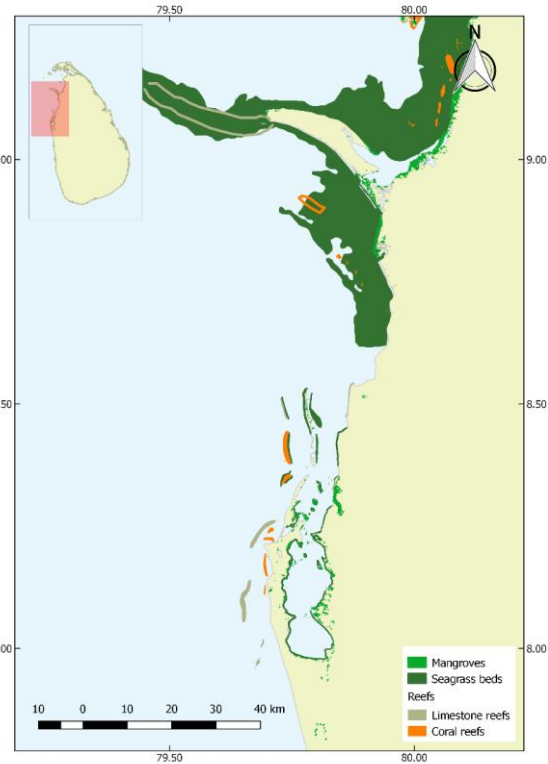 79.50 80.00
N
9.00 9.00
8.50 8.50
8.00 8.00
Mangroves
Seagrass beds
Reefs
Limestone reefs
Coral reefs
10 0 10 20 30 40 km
79.50 80.00